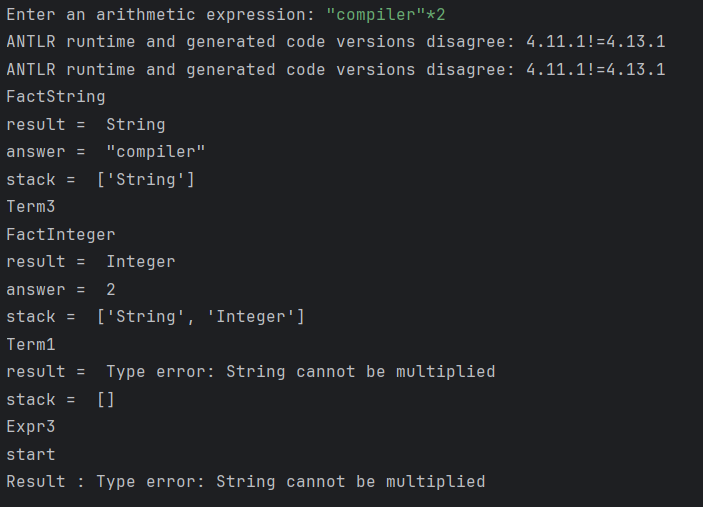 Enter an arithmetic expression: "compiler"*2
ANTLR runtime and generated code versions disagree: 4.11.1!=4.13.1
ANTLR runtime and generated code versions disagree: 4.11.1!=4.13.1
FactString
result =  String
answer =  "compiler"
stack =  ['String']
Term3
FactInteger
result =  Integer
answer =  2
stack =  ['String', 'Integer']
Term1
result =  Type error: String cannot be multiplied
stack =  []
Expr3
start
Result : Type error: String cannot be multiplied